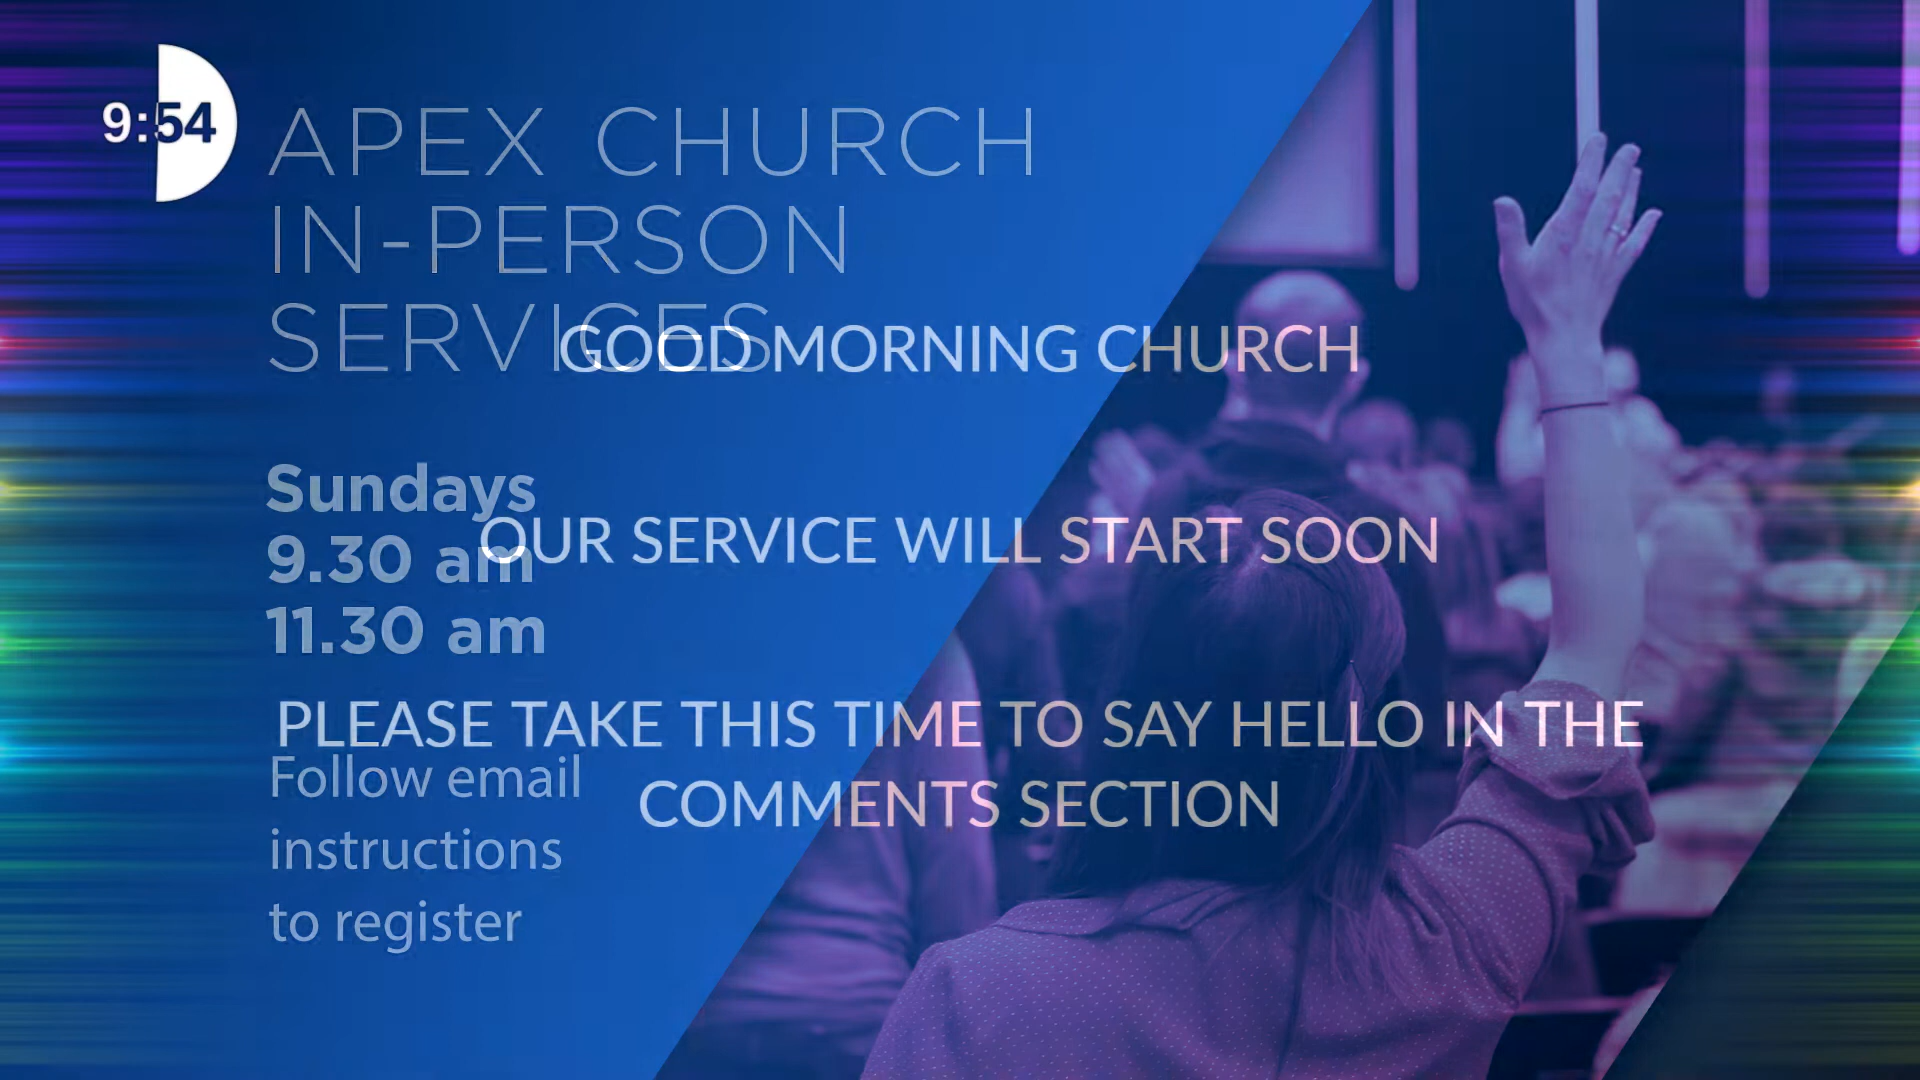 9:54
APEX CHURCH
IN-PERSON
SERVICES
GOOD MORNING CHURCH
Sundays
9.30 am
11.30 am
OUR SERVICE WILL START SOON
PLEASE TAKE THIS TIME TO SAY HELLO IN THE
COMMENTS SECTION
Follow email
instructions
to register